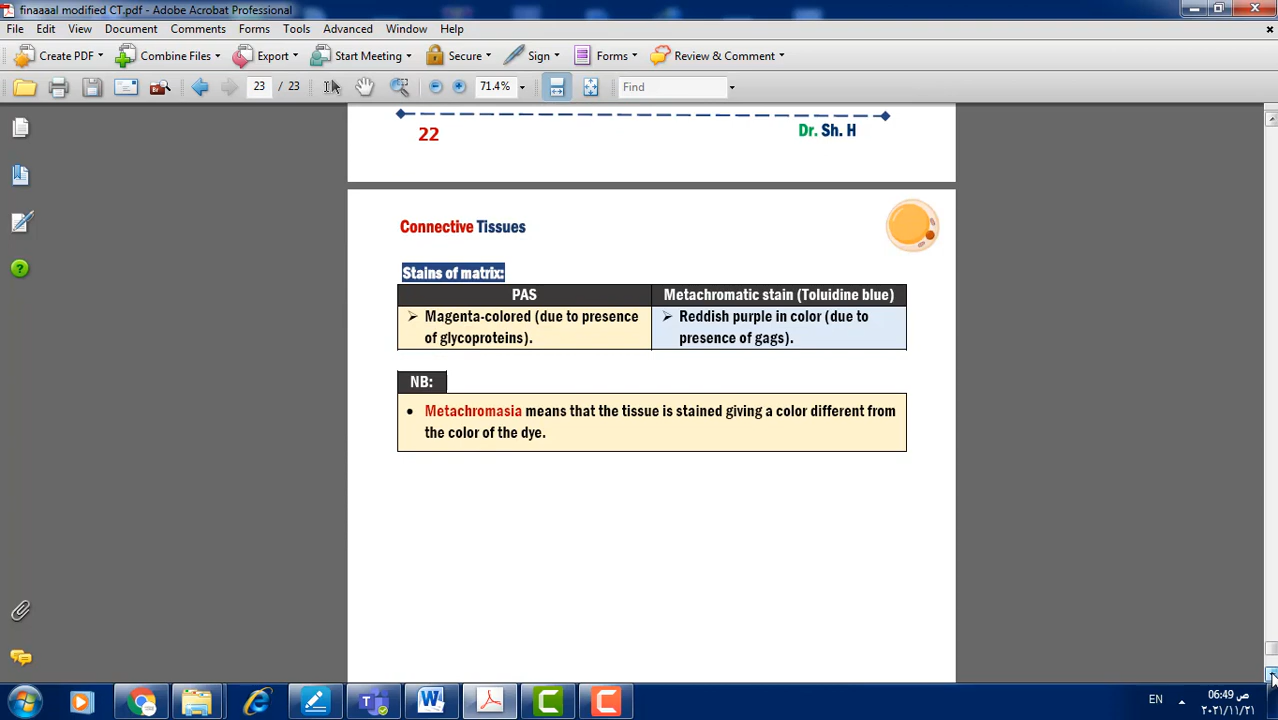 finaaaal modified CT.pdf - Adobe Acrobat Professional
File Edit View Document Comments Forms Tools Advanced Window Help
Create PDF Combine Files Export Start Meeting Secure Sign Forms Review & Comment
23 / 23 71.4% Find
22 Dr. Sh. H
Connective Tissues
Stains of matrix:
PAS Metachromatic stain (Toluidine blue)
➢ Magenta-colored (due to presence
of glycoproteins).
➢ Reddish purple in color (due to
presence of gags).
NB:
• Metachromasia means that the tissue is stained giving a color different from
the color of the dye.
EN
06:49 ص
٢٠٢١/١١/٢١